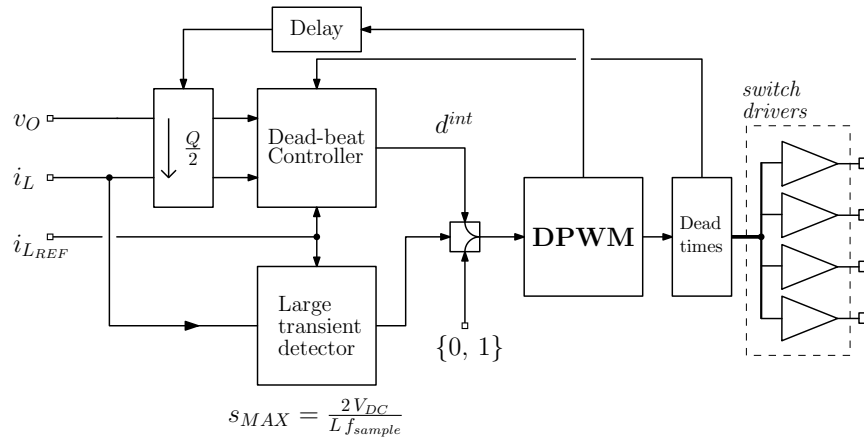 Delay
switch
drivers
v_O
↓ Q/2
Dead-beat
Controller
d^{int}
i_L
i_{L_{REF}}
DPWM
Dead
times
Large
transient
detector
{0, 1}
s_{MAX} = \frac{2 V_{DC}}{L f_{sample}}